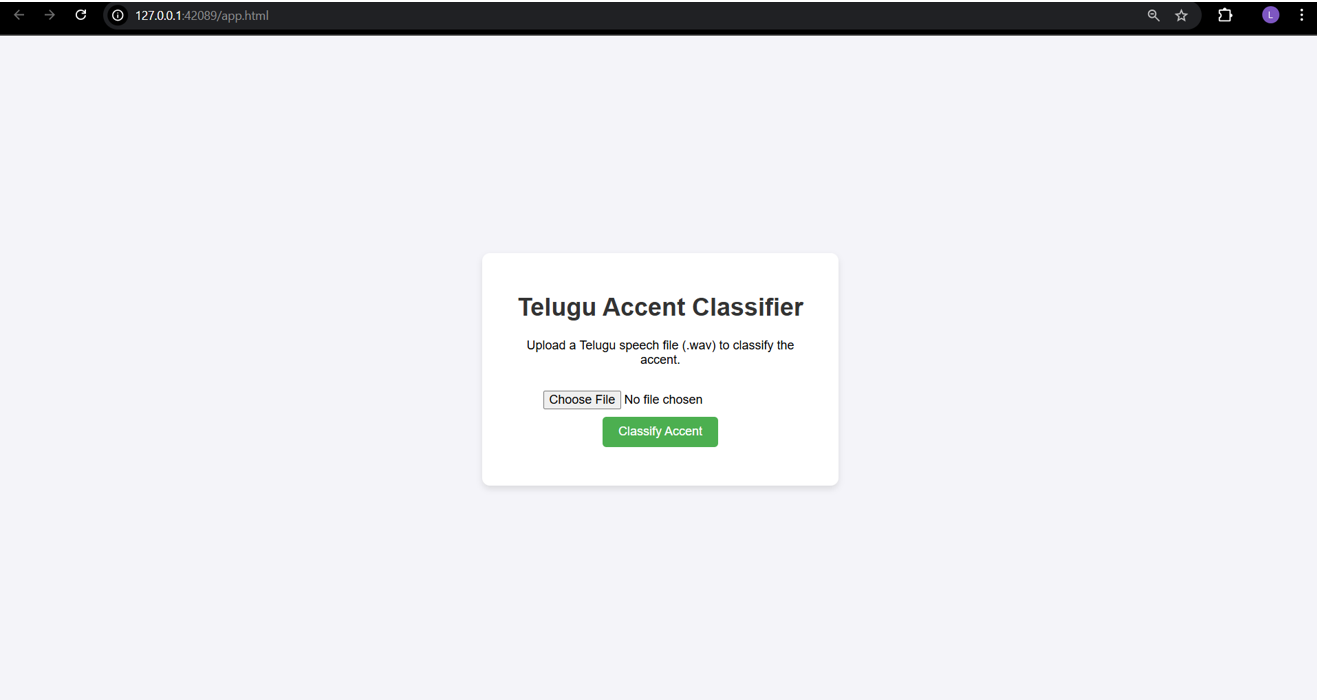 127.0.0.1:42089/app.html
L
Telugu Accent Classifier
Upload a Telugu speech file (.wav) to classify the
accent.
Choose File No file chosen
Classify Accent